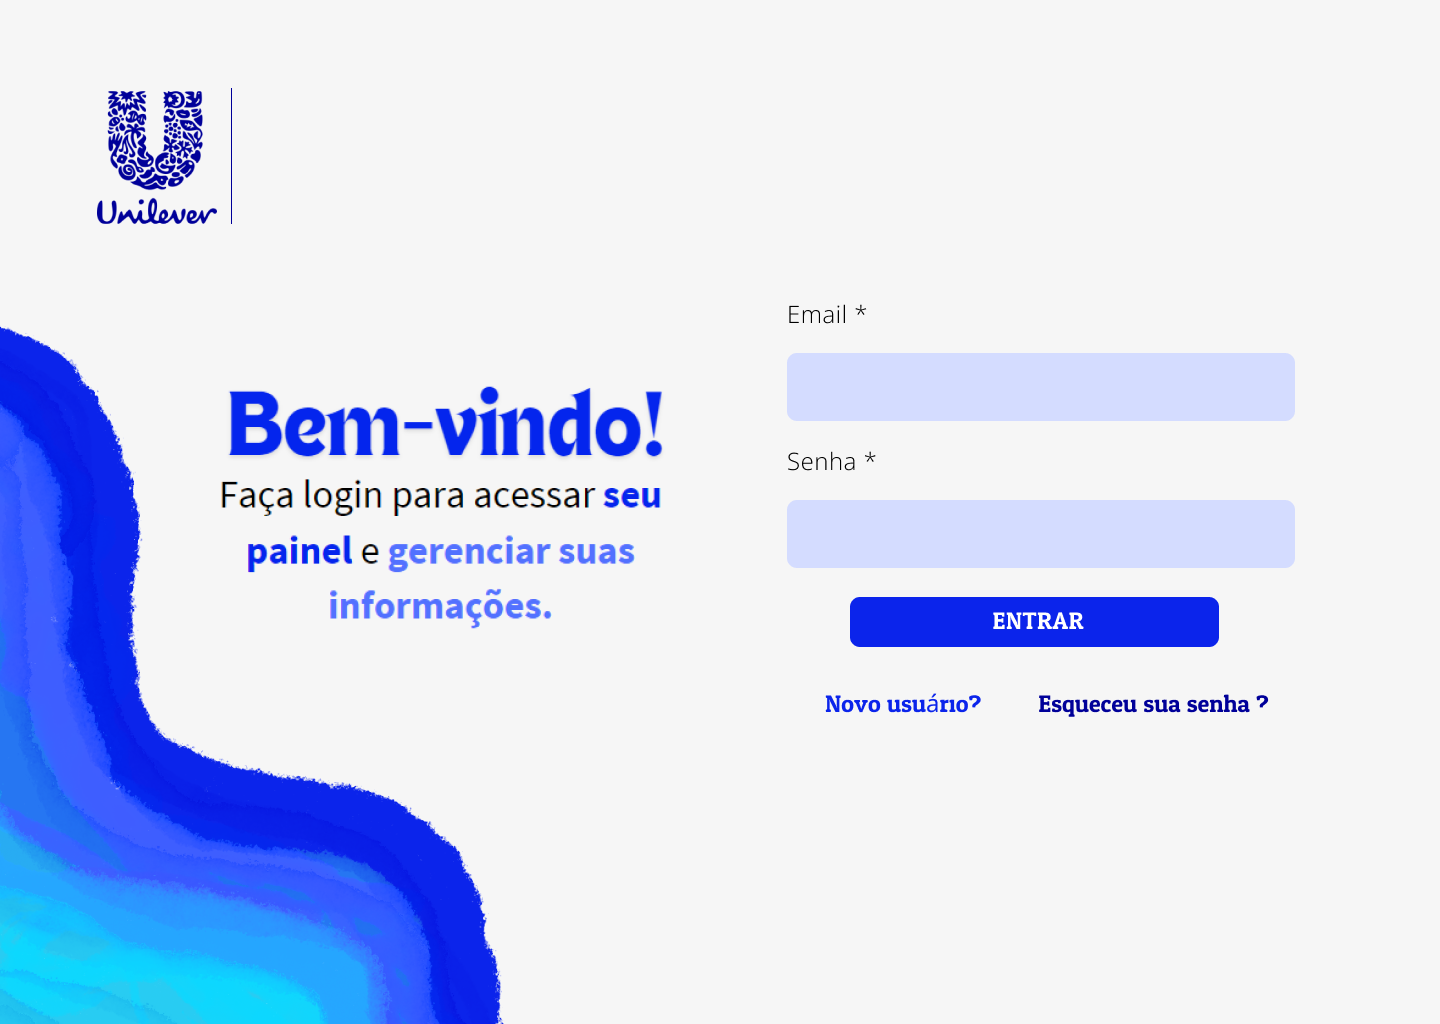 Unilever
Bem-vindo!
Faça login para acessar seu
painel e gerenciar suas
informações.
Email *
Senha *
ENTRAR
Novo usuário?
Esqueceu sua senha ?